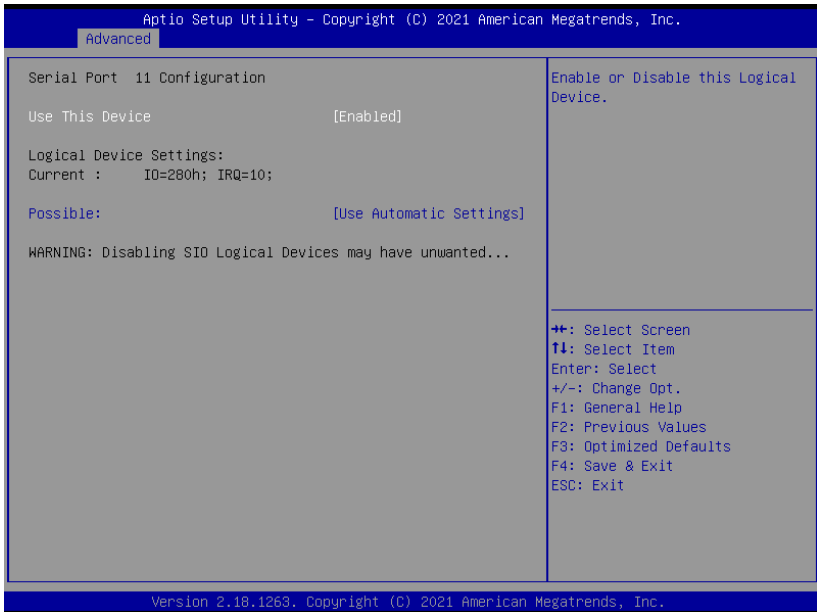 Aptio Setup Utility – Copyright (C) 2021 American Megatrends, Inc.
Advanced
Serial Port 11 Configuration
Use This Device [Enabled]
Logical Device Settings:
Current : IO=280h; IRQ=10;
Possible: [Use Automatic Settings]
WARNING: Disabling SIO Logical Devices may have unwanted...
Enable or Disable this Logical
Device.
→←: Select Screen
↑↓: Select Item
Enter: Select
+/-: Change Opt.
F1: General Help
F2: Previous Values
F3: Optimized Defaults
F4: Save & Exit
ESC: Exit
Version 2.18.1263. Copyright (C) 2021 American Megatrends, Inc.